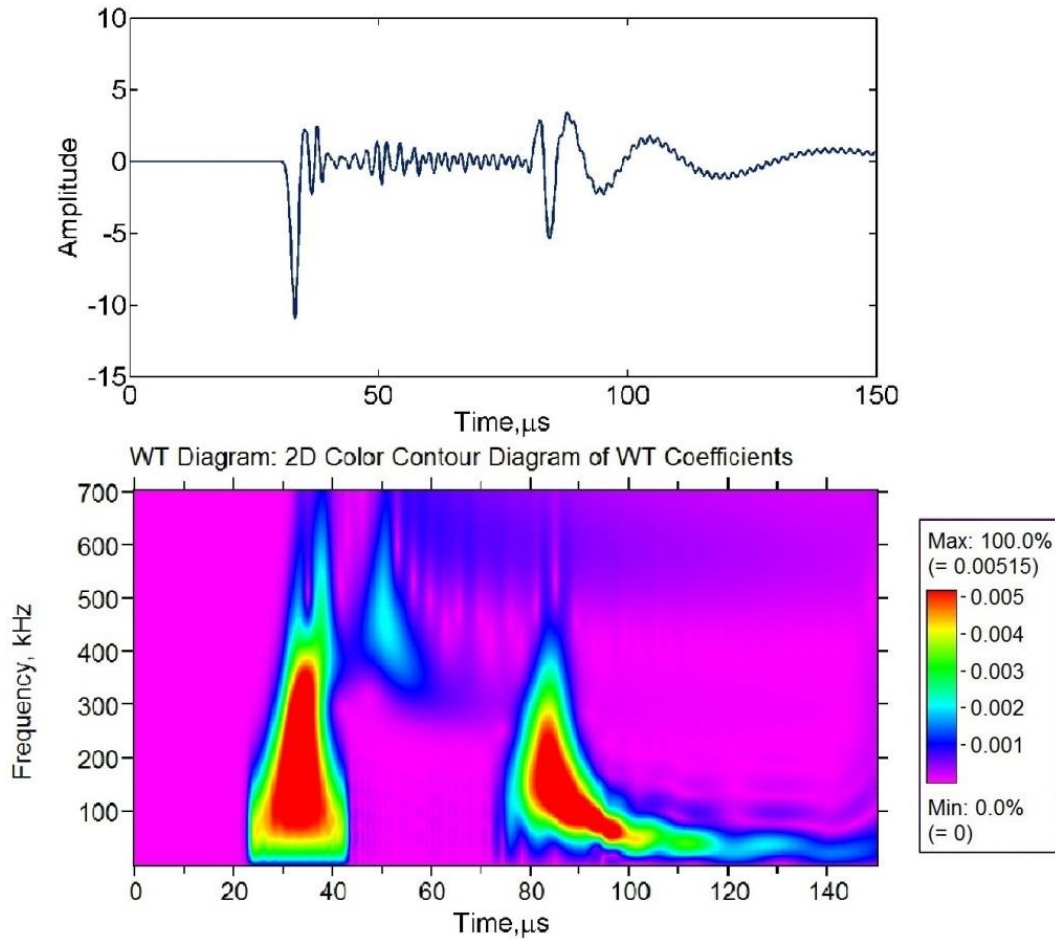 10
5
0
-5
-10
-15
Amplitude
0 50 100 150
Time,μs
WT Diagram: 2D Color Contour Diagram of WT Coefficients
700
600
500
400
300
200
100
Frequency, kHz
0 20 40 60 80 100 120 140
Time,μs
Max: 100.0%
(= 0.00515)
0.005
0.004
0.003
0.002
0.001
Min: 0.0%
(= 0)